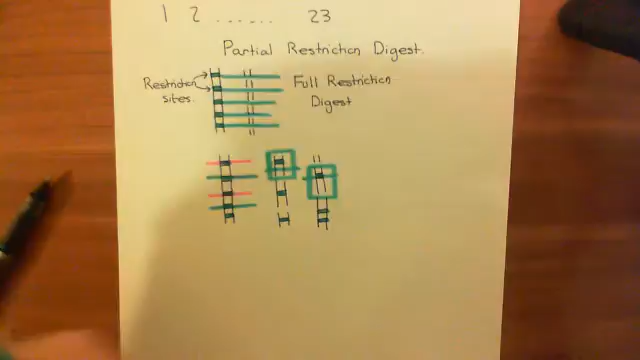 1 2 ....... 23
Partial Restriction Digest.
Restriction sites.
Full Restriction
Digest